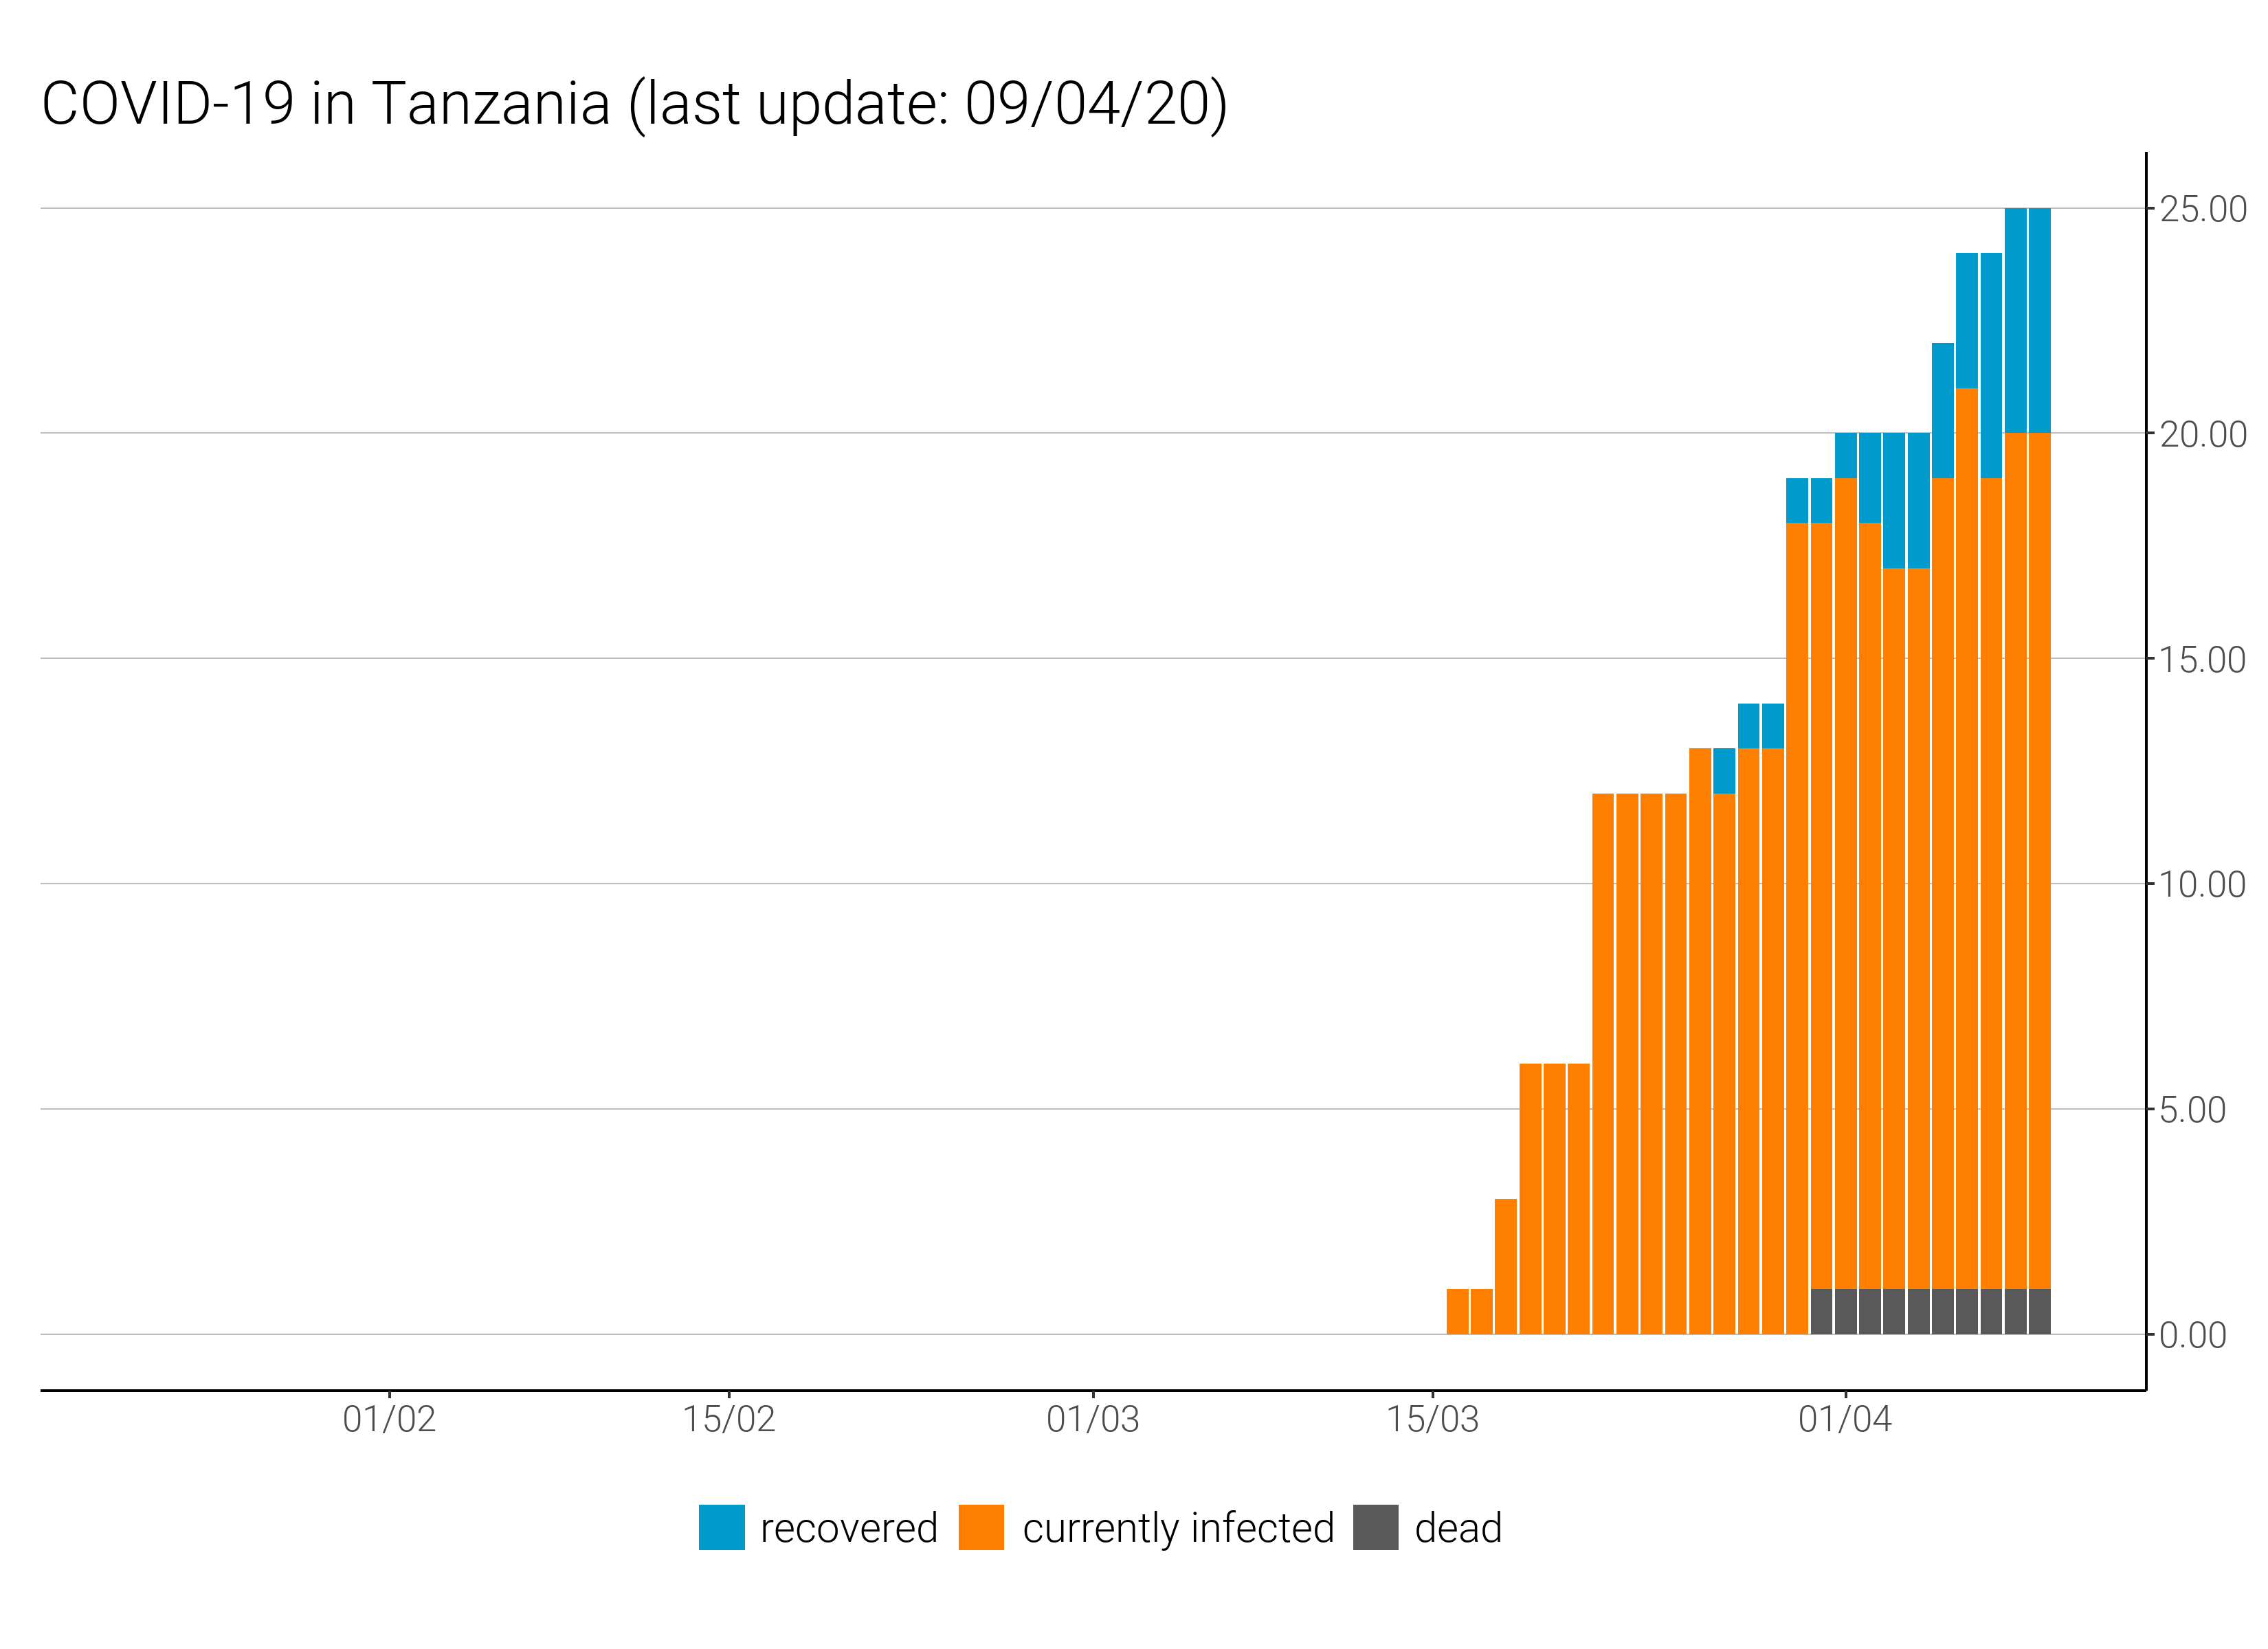 COVID-19 in Tanzania (last update: 09/04/20)
25.00
20.00
15.00
10.00
5.00
0.00
01/02 15/02 01/03 15/03 01/04
recovered currently infected dead